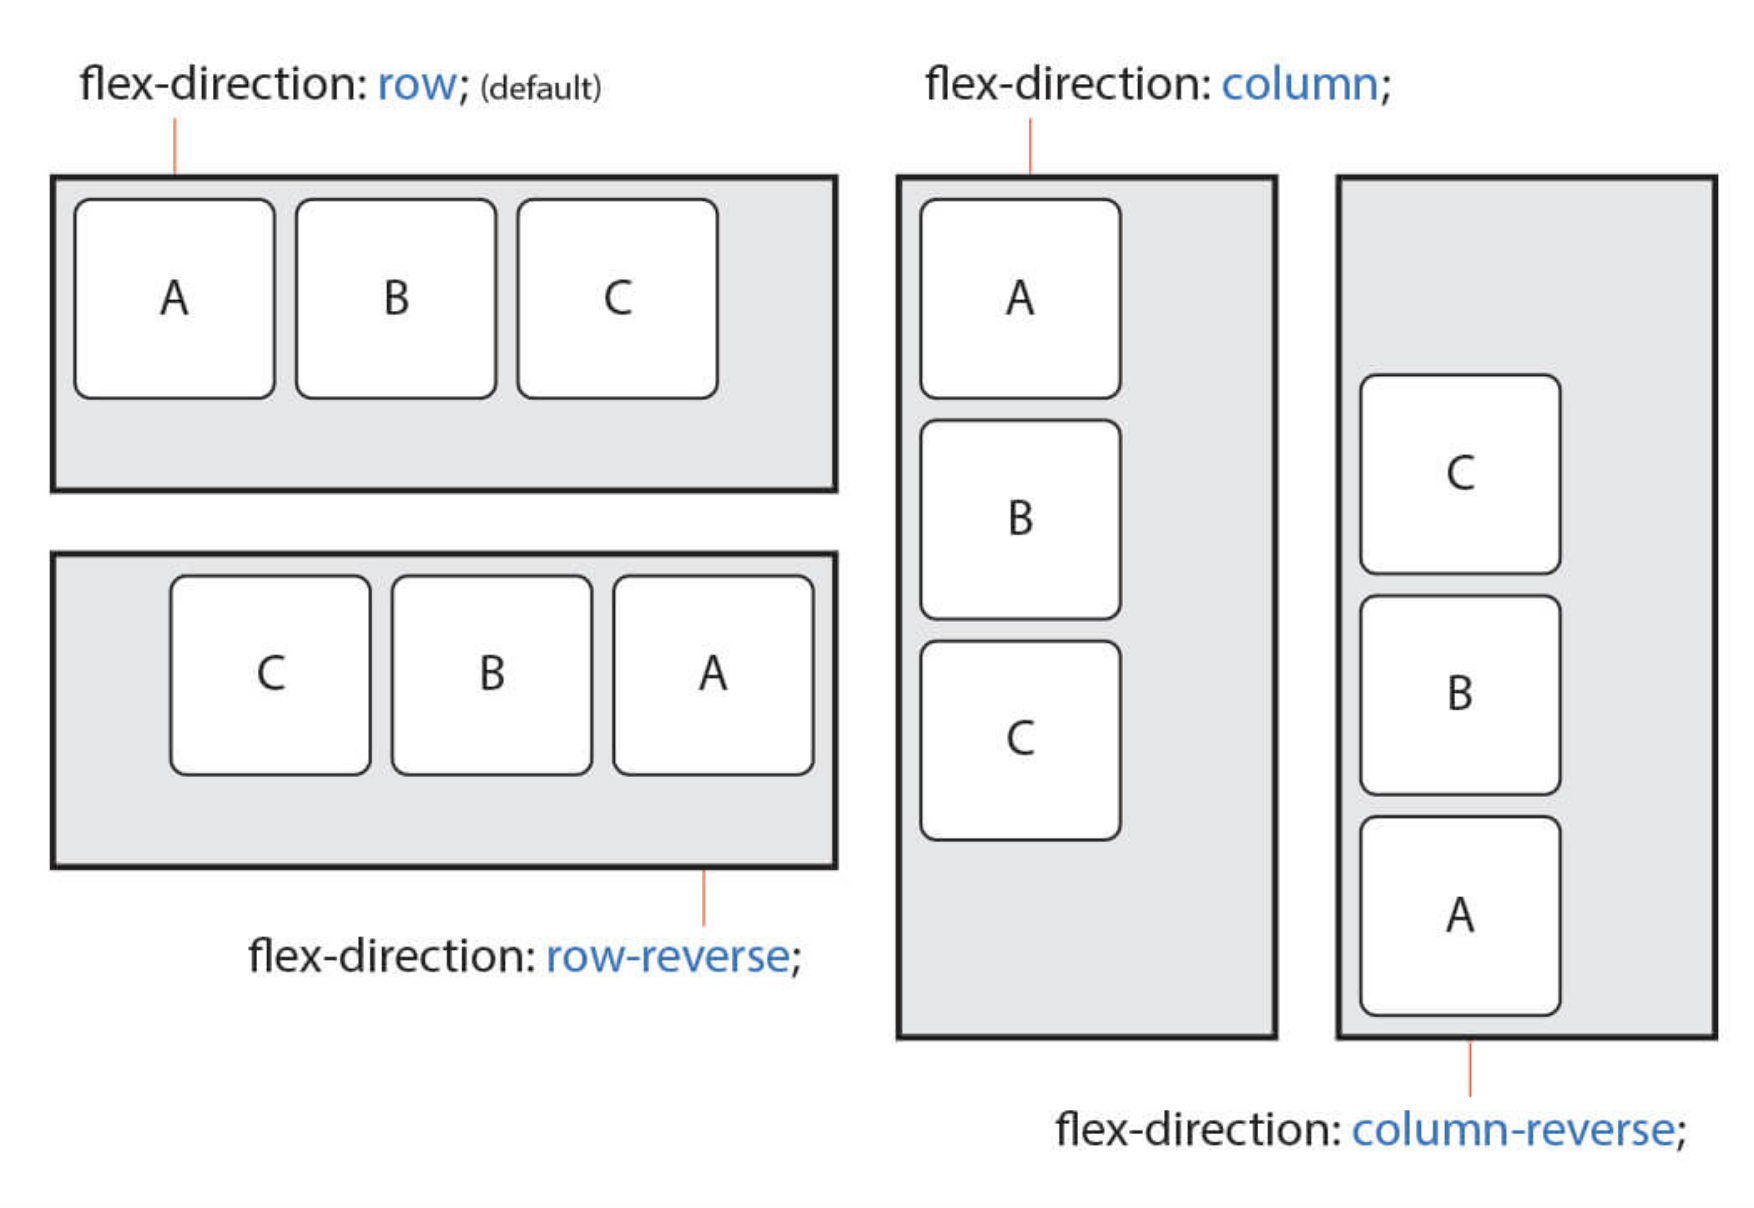 flex-direction: row; (default)
A B C
C B A
flex-direction: row-reverse;
flex-direction: column;
A
B
C
C
B
A
flex-direction: column-reverse;